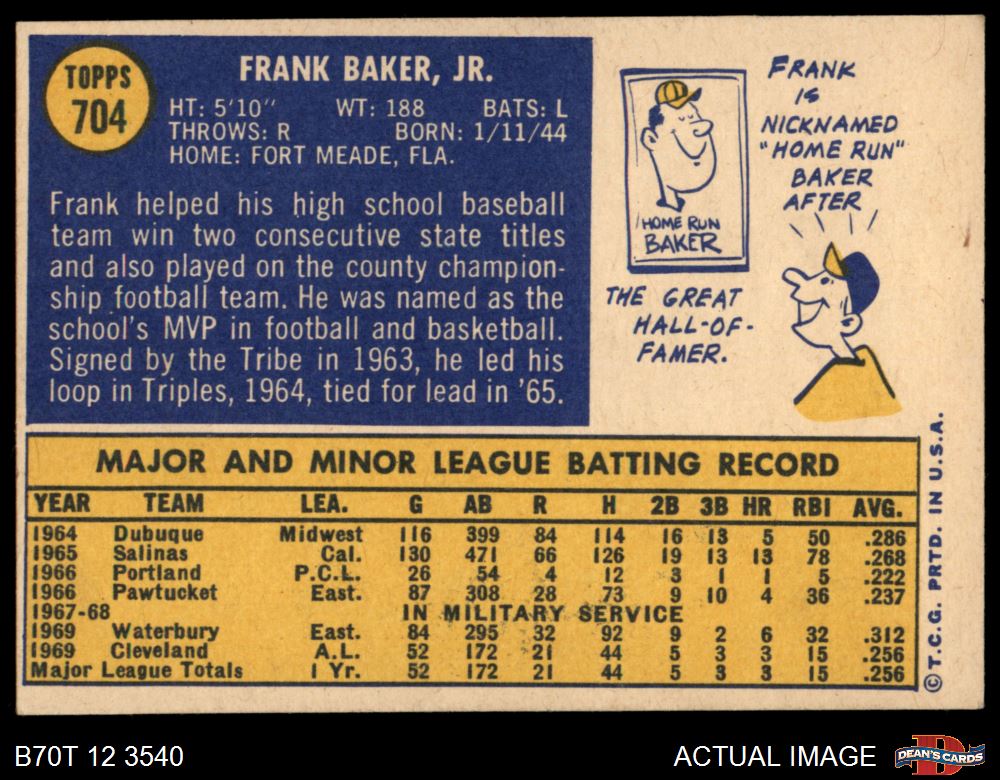 TOPPS
704
FRANK BAKER, JR.
HT: 5'10" WT: 188 BATS: L
THROWS: R BORN: 1/11/44
HOME: FORT MEADE, FLA.
Frank helped his high school baseball
team win two consecutive state titles
and also played on the county champion-
ship football team. He was named as the
school's MVP in football and basketball.
Signed by the Tribe in 1963, he led his
loop in Triples, 1964, tied for lead in '65.
FRANK
IS
NICKNAMED
"HOME RUN"
BAKER
AFTER
HOME RUN
BAKER
THE GREAT
HALL-OF-
FAMER.
MAJOR AND MINOR LEAGUE BATTING RECORD
YEAR TEAM LEA. G AB R H 2B 3B HR RBI AVG.
1964 Dubuque Midwest 116 399 84 114 16 13 5 50 .286
1965 Salinas Cal. 130 471 66 126 19 13 13 78 .268
1966 Portland P.C.L. 26 54 4 12 3 1 1 5 .222
1966 Pawtucket East. 87 308 28 73 9 10 4 36 .237
1967-68 IN MILITARY SERVICE
1969 Waterbury East. 84 295 32 92 9 2 6 32 .312
1969 Cleveland A.L. 52 172 21 44 5 3 3 15 .256
Major League Totals 1 Yr. 52 172 21 44 5 3 3 15 .256
© T.C.G. PRTD. IN U.S.A.
B70T 12 3540
ACTUAL IMAGE
D
DEAN'S CARDS